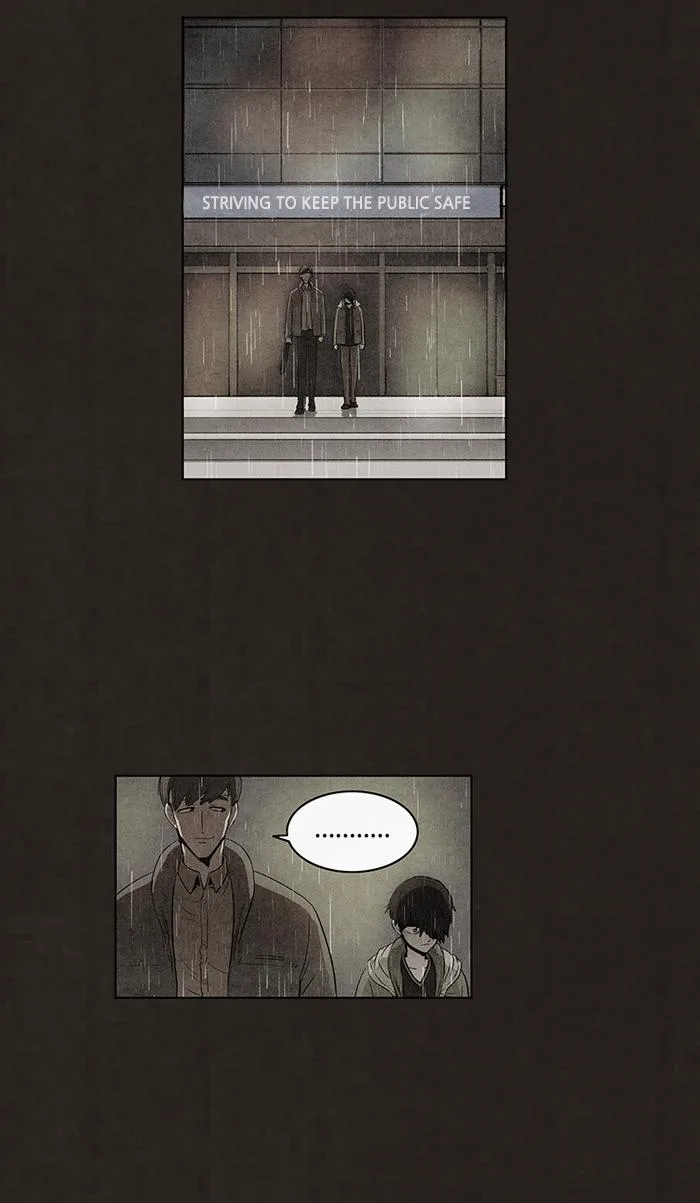 STRIVING TO KEEP THE PUBLIC SAFE
...........